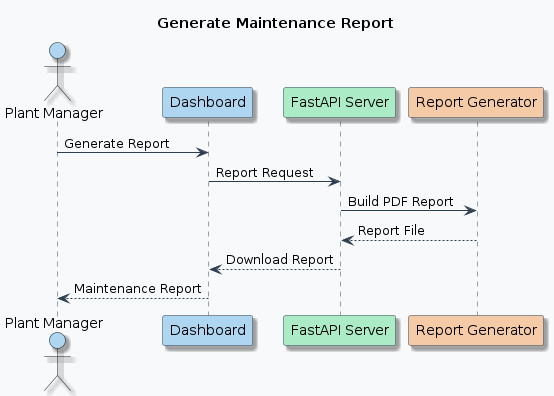 Generate Maintenance Report
Plant Manager
Dashboard
FastAPI Server
Report Generator
Generate Report
Report Request
Build PDF Report
Report File
Download Report
Maintenance Report
Plant Manager
Dashboard
FastAPI Server
Report Generator